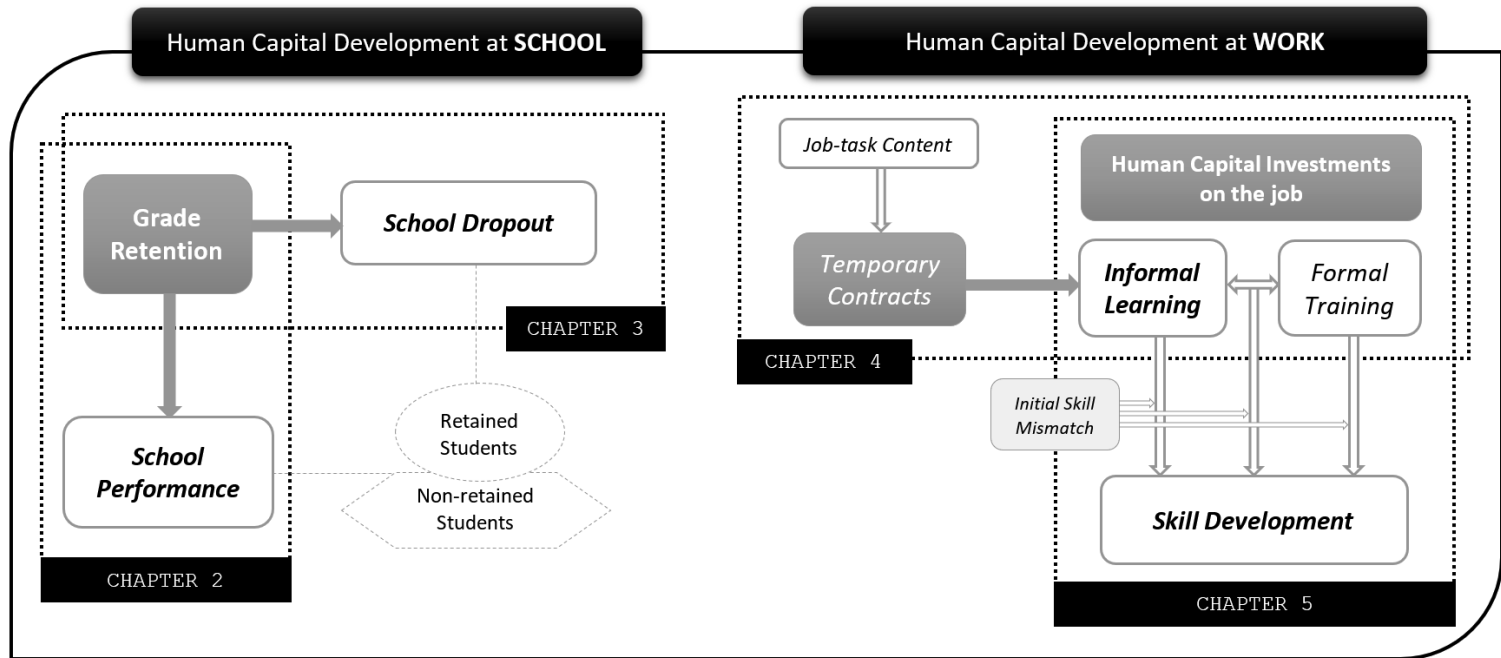 Human Capital Development at SCHOOL
Human Capital Development at WORK
Grade
Retention
School Dropout
CHAPTER 3
Retained
Students
Non-retained
Students
School
Performance
CHAPTER 2
Job-task Content
Temporary
Contracts
CHAPTER 4
Human Capital Investments
on the job
Informal
Learning
Formal
Training
Initial Skill
Mismatch
Skill Development
CHAPTER 5